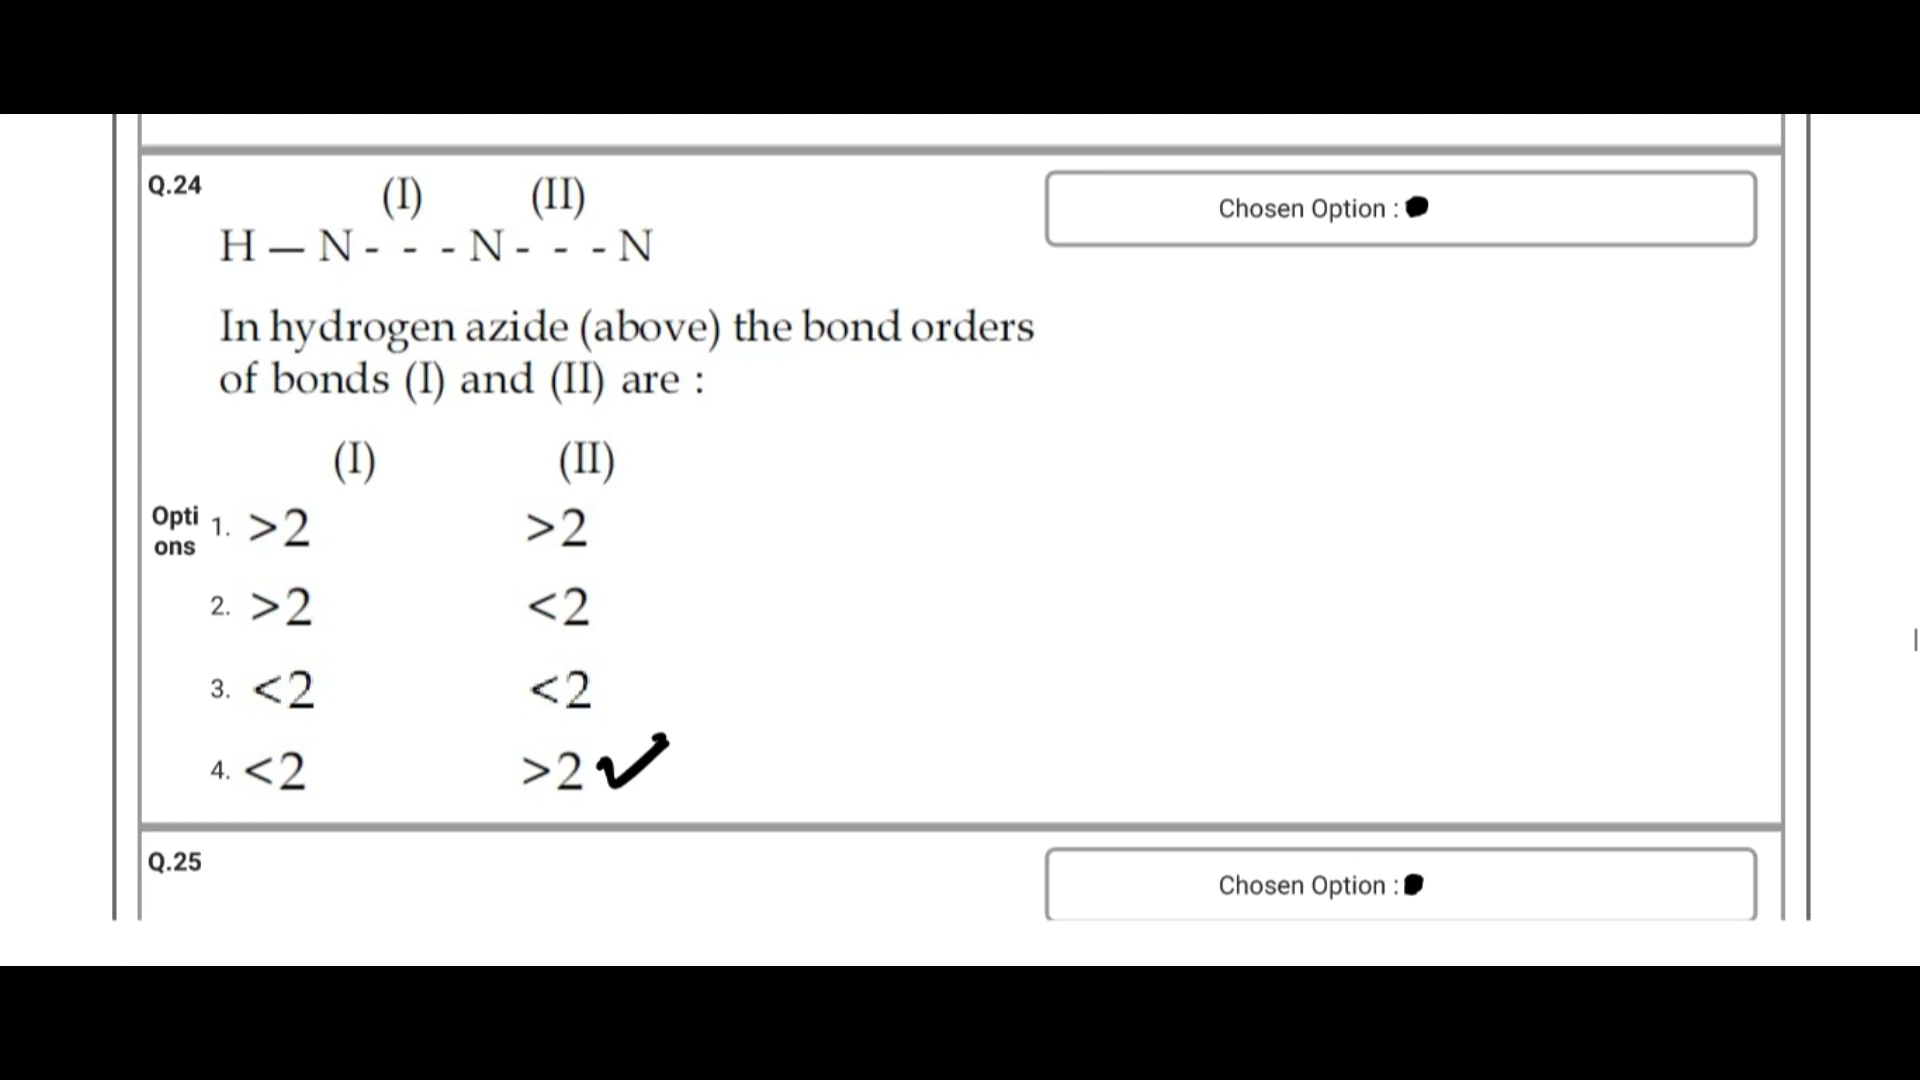 Q.24
(I) (II)
H — N - - - N - - - N
Chosen Option :
In hydrogen azide (above) the bond orders
of bonds (I) and (II) are :
(I) (II)
Options
1. >2 >2
2. >2 <2
3. <2 <2
4. <2 >2
Q.25
Chosen Option :